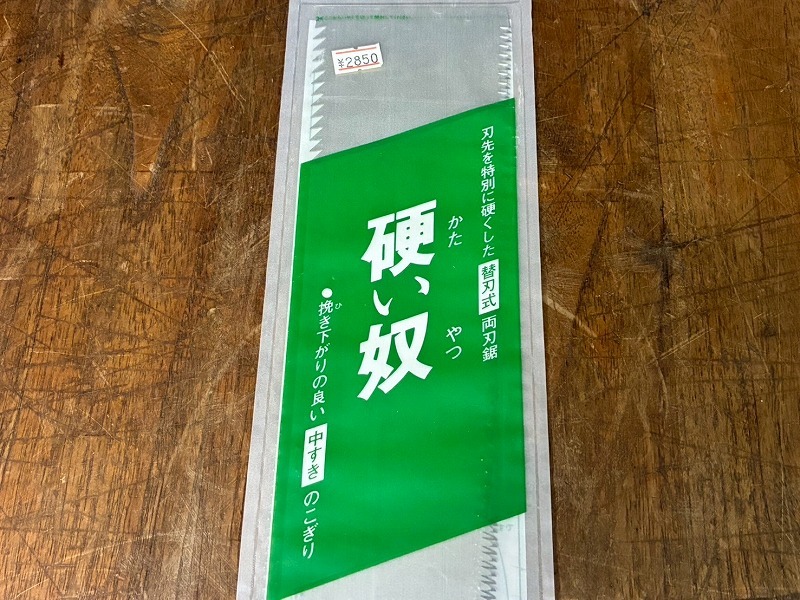 ¥2850
刃先を特別に硬くした 替刃式 両刃鋸
かた やつ
硬い奴
ひ
●挽き下がりの良い 中すき のこぎり